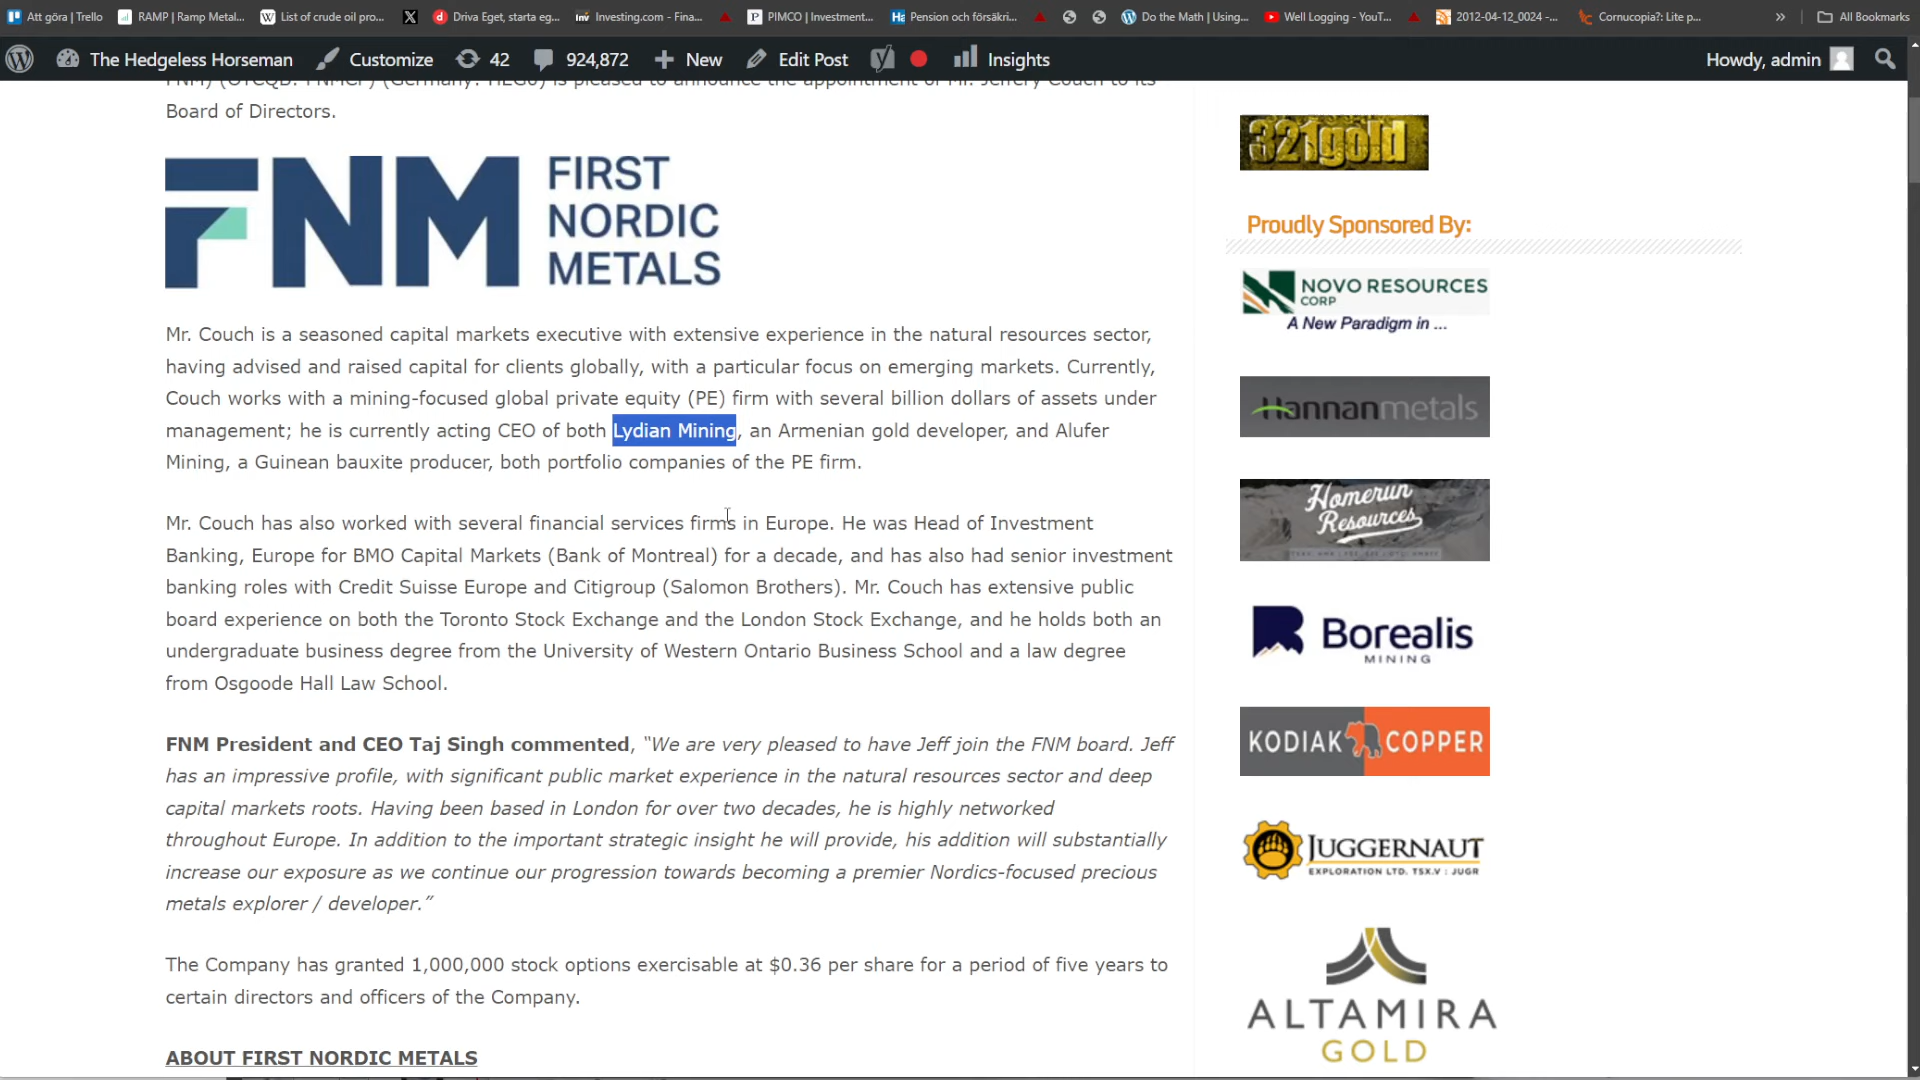 Att göra | Trello
RAMP | Ramp Metal...
List of crude oil pro...
Driva Eget, starta eg...
Investing.com - Fina...
PIMCO | Investment...
Pension och försäkri...
Do the Math | Using...
Well Logging - YouT...
2012-04-12_0024 -...
Cornucopia?: Lite p...
All Bookmarks
The Hedgeless Horseman
Customize
42
924,872
New
Edit Post
Insights
Howdy, admin
FNM) (OTCQB: FNMCF) (Germany: HEG0) is pleased to announce the appointment of Mr. Jeffery Couch to its
Board of Directors.
FNM
FIRST
NORDIC
METALS
Mr. Couch is a seasoned capital markets executive with extensive experience in the natural resources sector,
having advised and raised capital for clients globally, with a particular focus on emerging markets. Currently,
Couch works with a mining-focused global private equity (PE) firm with several billion dollars of assets under
management; he is currently acting CEO of both Lydian Mining, an Armenian gold developer, and Alufer
Mining, a Guinean bauxite producer, both portfolio companies of the PE firm.
Mr. Couch has also worked with several financial services firms in Europe. He was Head of Investment
Banking, Europe for BMO Capital Markets (Bank of Montreal) for a decade, and has also had senior investment
banking roles with Credit Suisse Europe and Citigroup (Salomon Brothers). Mr. Couch has extensive public
board experience on both the Toronto Stock Exchange and the London Stock Exchange, and he holds both an
undergraduate business degree from the University of Western Ontario Business School and a law degree
from Osgoode Hall Law School.
FNM President and CEO Taj Singh commented, “We are very pleased to have Jeff join the FNM board. Jeff
has an impressive profile, with significant public market experience in the natural resources sector and deep
capital markets roots. Having been based in London for over two decades, he is highly networked
throughout Europe. In addition to the important strategic insight he will provide, his addition will substantially
increase our exposure as we continue our progression towards becoming a premier Nordics-focused precious
metals explorer / developer.”
The Company has granted 1,000,000 stock options exercisable at $0.36 per share for a period of five years to
certain directors and officers of the Company.
ABOUT FIRST NORDIC METALS
321gold
Proudly Sponsored By:
NOVO RESOURCES
CORP
A New Paradigm in ...
Hannanmetals
Homerun
Resources
Borealis
MINING
KODIAK COPPER
JUGGERNAUT
EXPLORATION LTD. TSX.V : JUGR
ALTAMIRA
GOLD